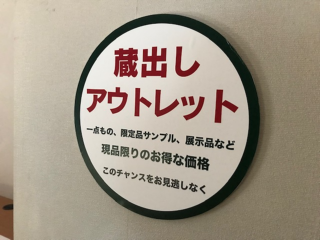 蔵出し
アウトレット
一点もの、限定品サンプル、展示品など
現品限りのお得な価格
このチャンスをお見逃しなく